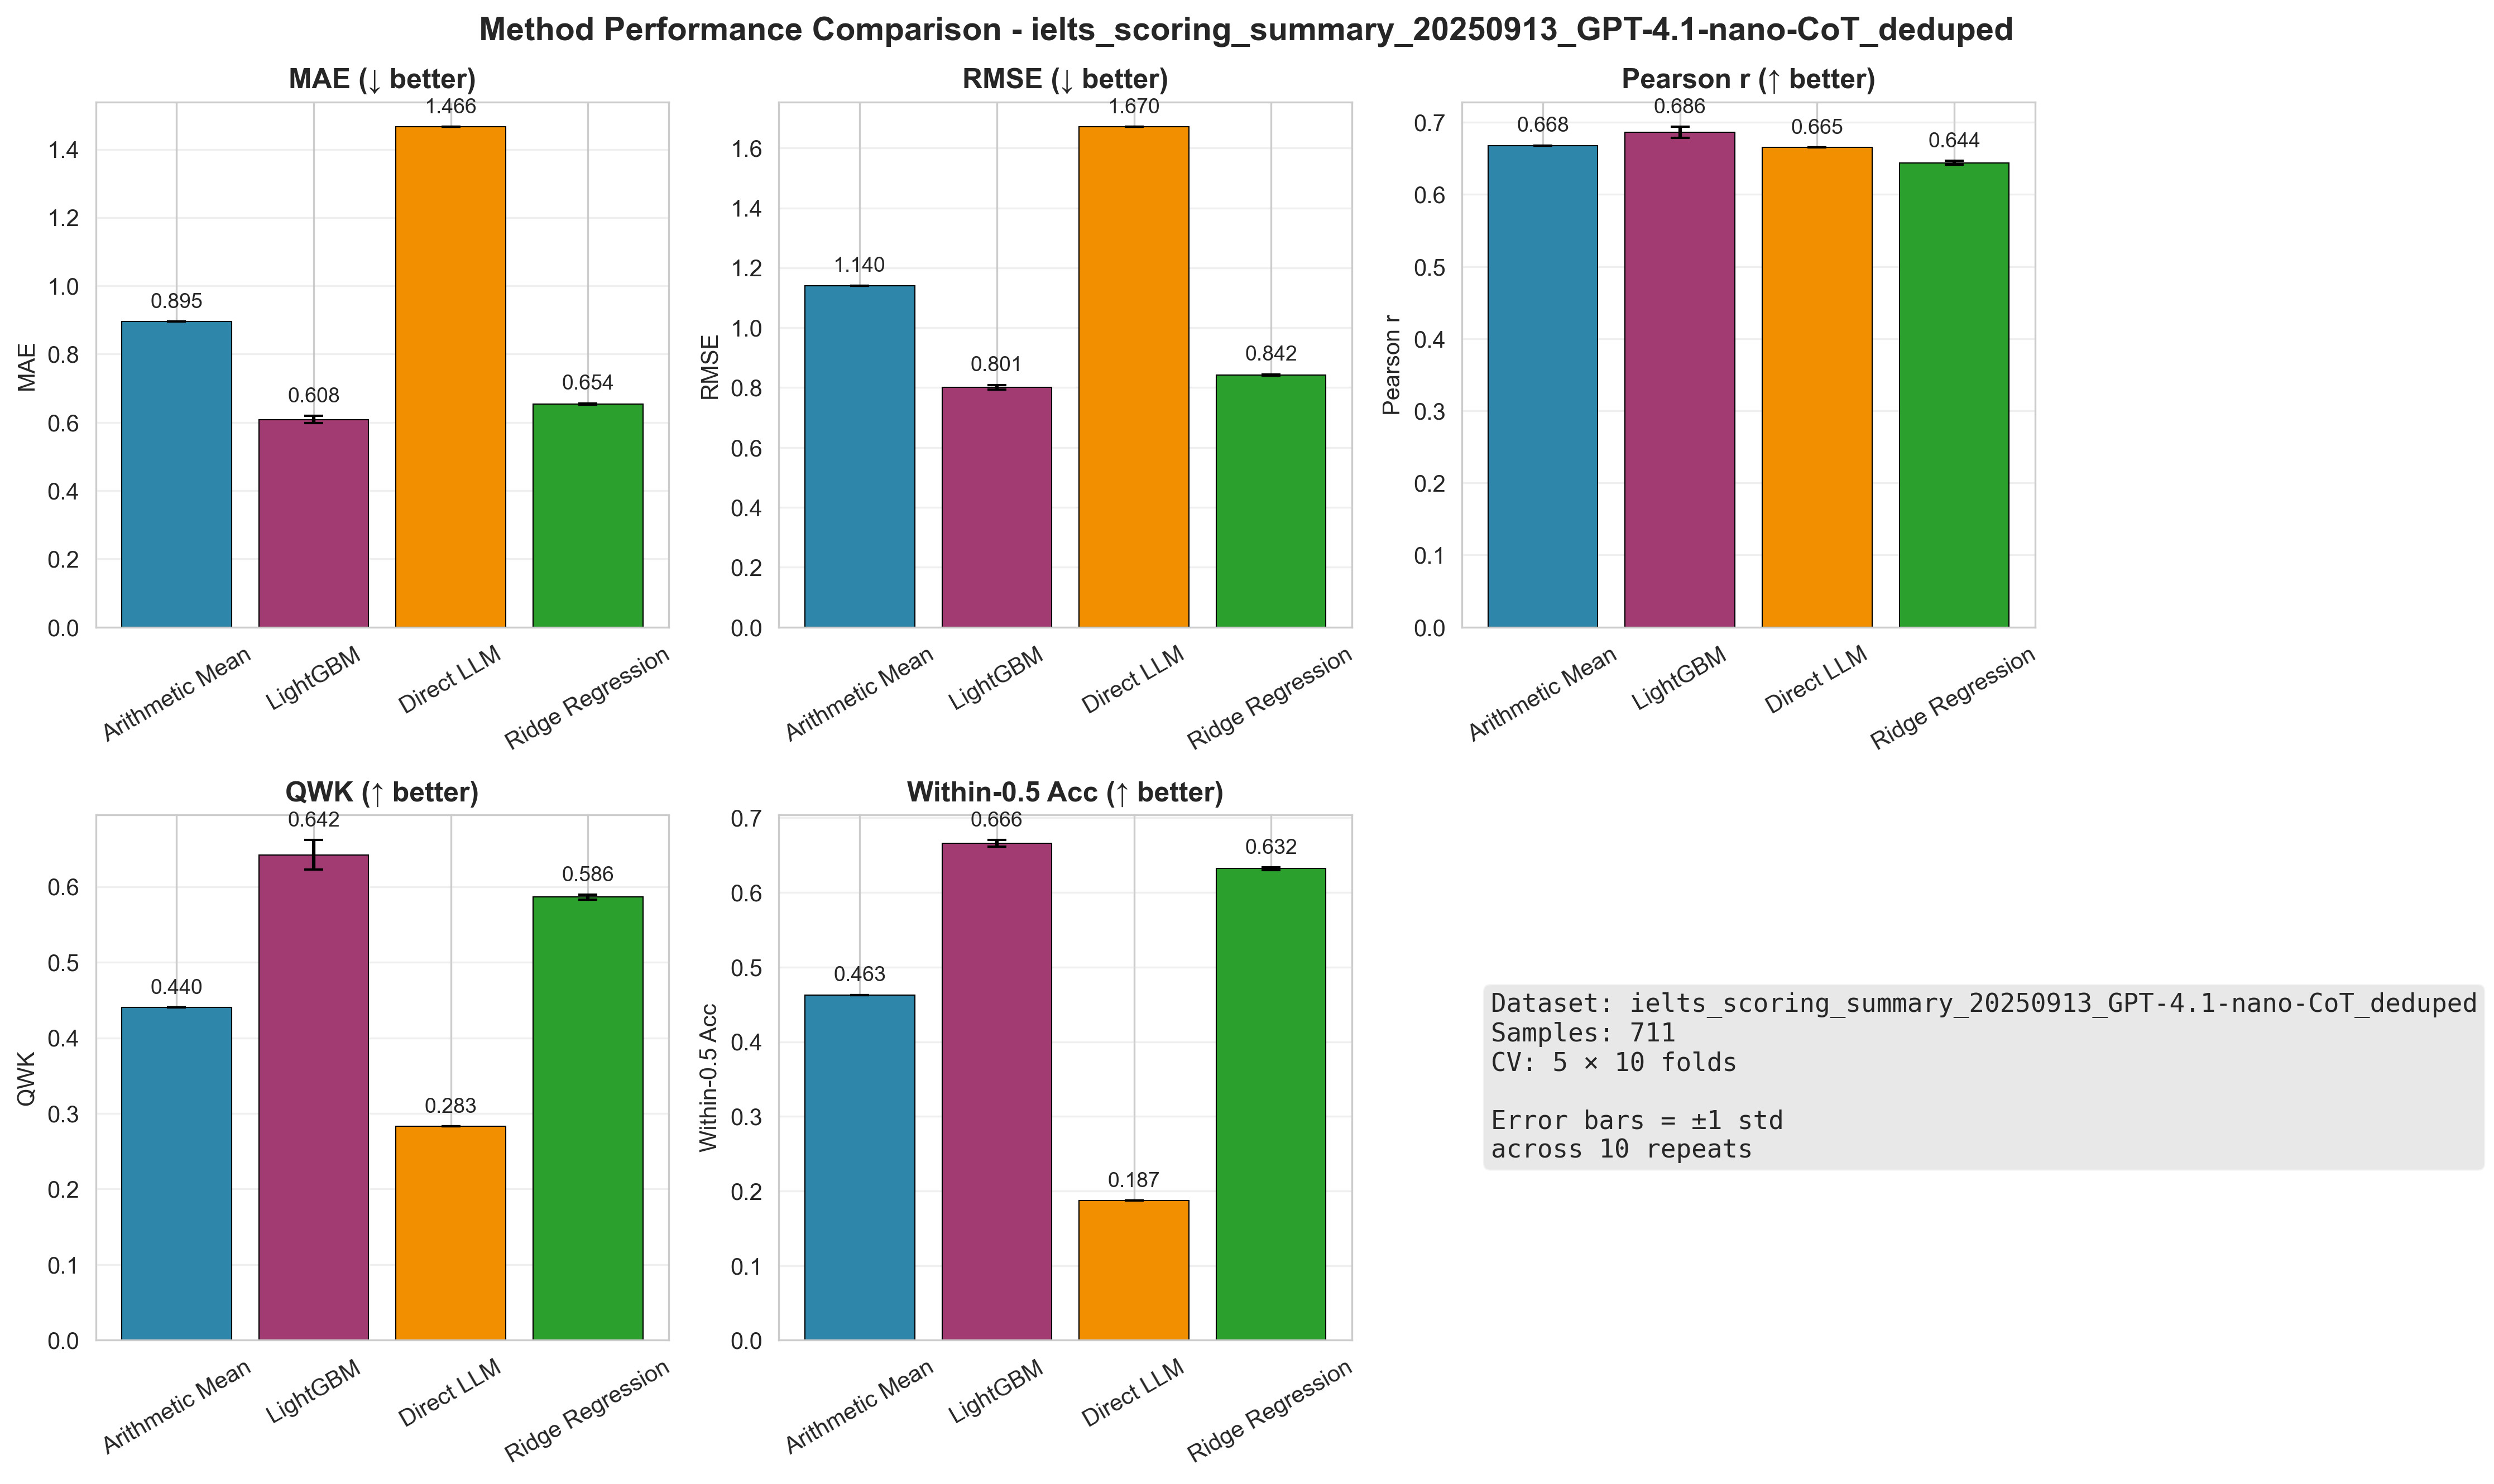 Method Performance Comparison - ielts_scoring_summary_20250913_GPT-4.1-nano-CoT_deduped
MAE (↓ better)
1.466
0.895
0.608
0.654
1.4
1.2
1.0
0.8
0.6
0.4
0.2
0.0
MAE
Arithmetic Mean
LightGBM
Direct LLM
Ridge Regression
RMSE (↓ better)
1.670
1.140
0.801
0.842
1.6
1.4
1.2
1.0
0.8
0.6
0.4
0.2
0.0
RMSE
Arithmetic Mean
LightGBM
Direct LLM
Ridge Regression
Pearson r (↑ better)
0.668
0.686
0.665
0.644
0.7
0.6
0.5
0.4
0.3
0.2
0.1
0.0
Pearson r
Arithmetic Mean
LightGBM
Direct LLM
Ridge Regression
QWK (↑ better)
0.642
0.586
0.440
0.283
0.6
0.5
0.4
0.3
0.2
0.1
0.0
QWK
Arithmetic Mean
LightGBM
Direct LLM
Ridge Regression
Within-0.5 Acc (↑ better)
0.666
0.632
0.463
0.187
0.7
0.6
0.5
0.4
0.3
0.2
0.1
0.0
Within-0.5 Acc
Arithmetic Mean
LightGBM
Direct LLM
Ridge Regression
Dataset: ielts_scoring_summary_20250913_GPT-4.1-nano-CoT_deduped
Samples: 711
CV: 5 × 10 folds
Error bars = ±1 std
across 10 repeats